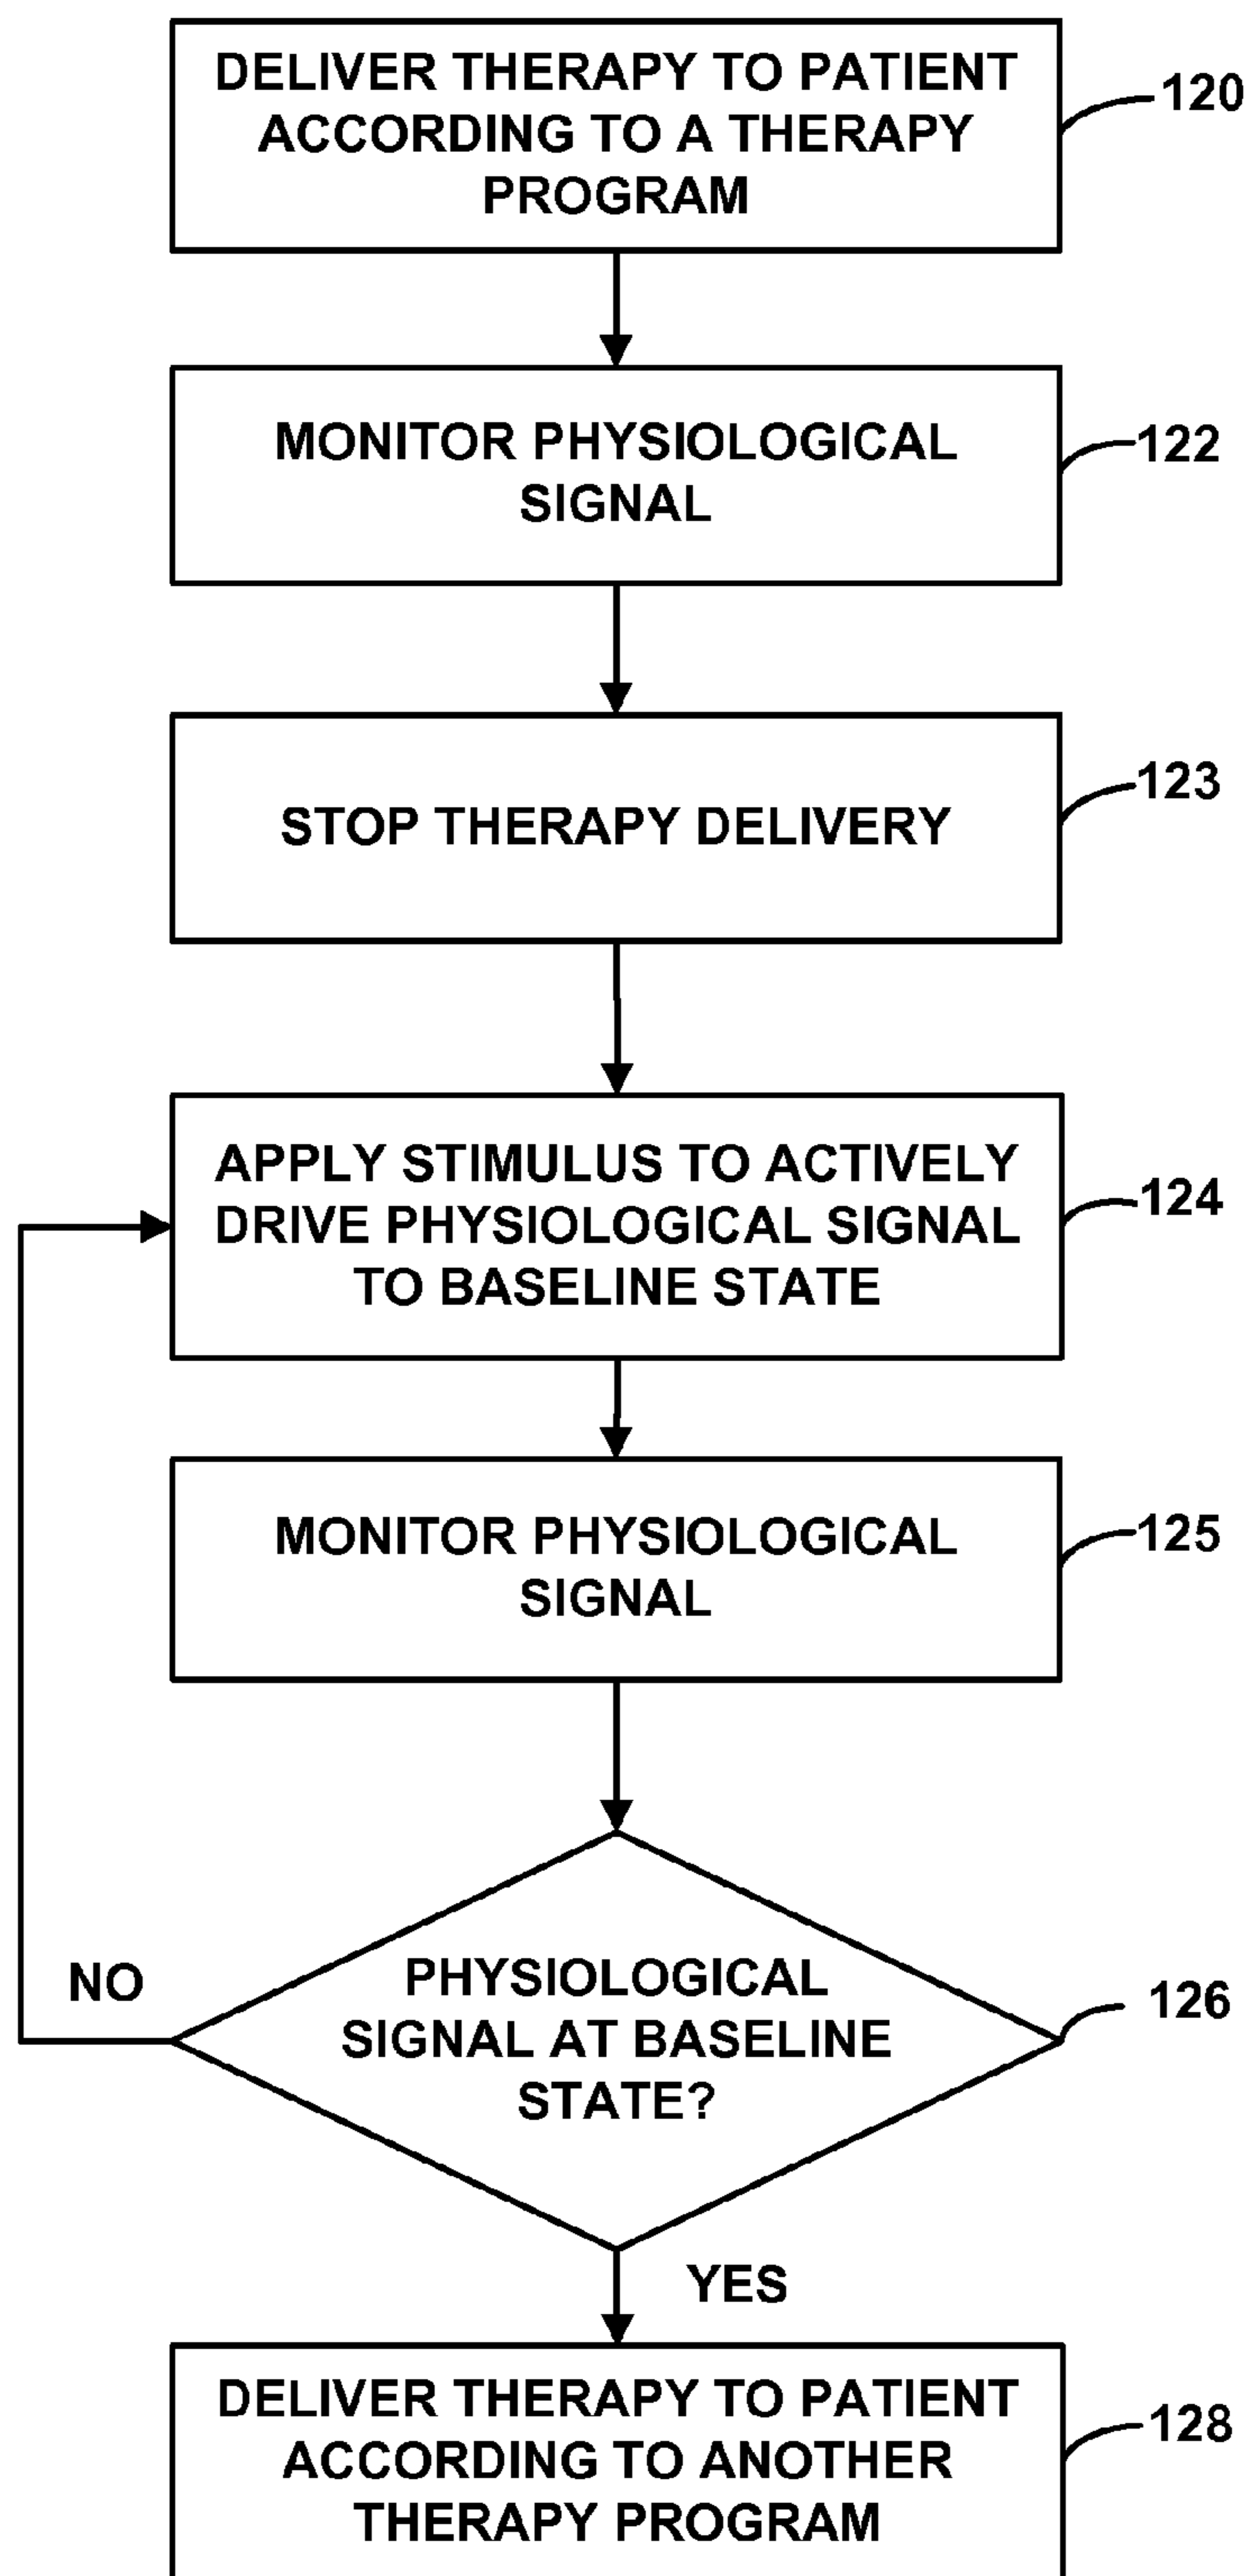 DELIVER THERAPY TO PATIENT
ACCORDING TO A THERAPY
PROGRAM
120
MONITOR PHYSIOLOGICAL
SIGNAL
122
STOP THERAPY DELIVERY
123
APPLY STIMULUS TO ACTIVELY
DRIVE PHYSIOLOGICAL SIGNAL
TO BASELINE STATE
124
MONITOR PHYSIOLOGICAL
SIGNAL
125
PHYSIOLOGICAL
SIGNAL AT BASELINE
STATE?
126
NO
YES
DELIVER THERAPY TO PATIENT
ACCORDING TO ANOTHER
THERAPY PROGRAM
128